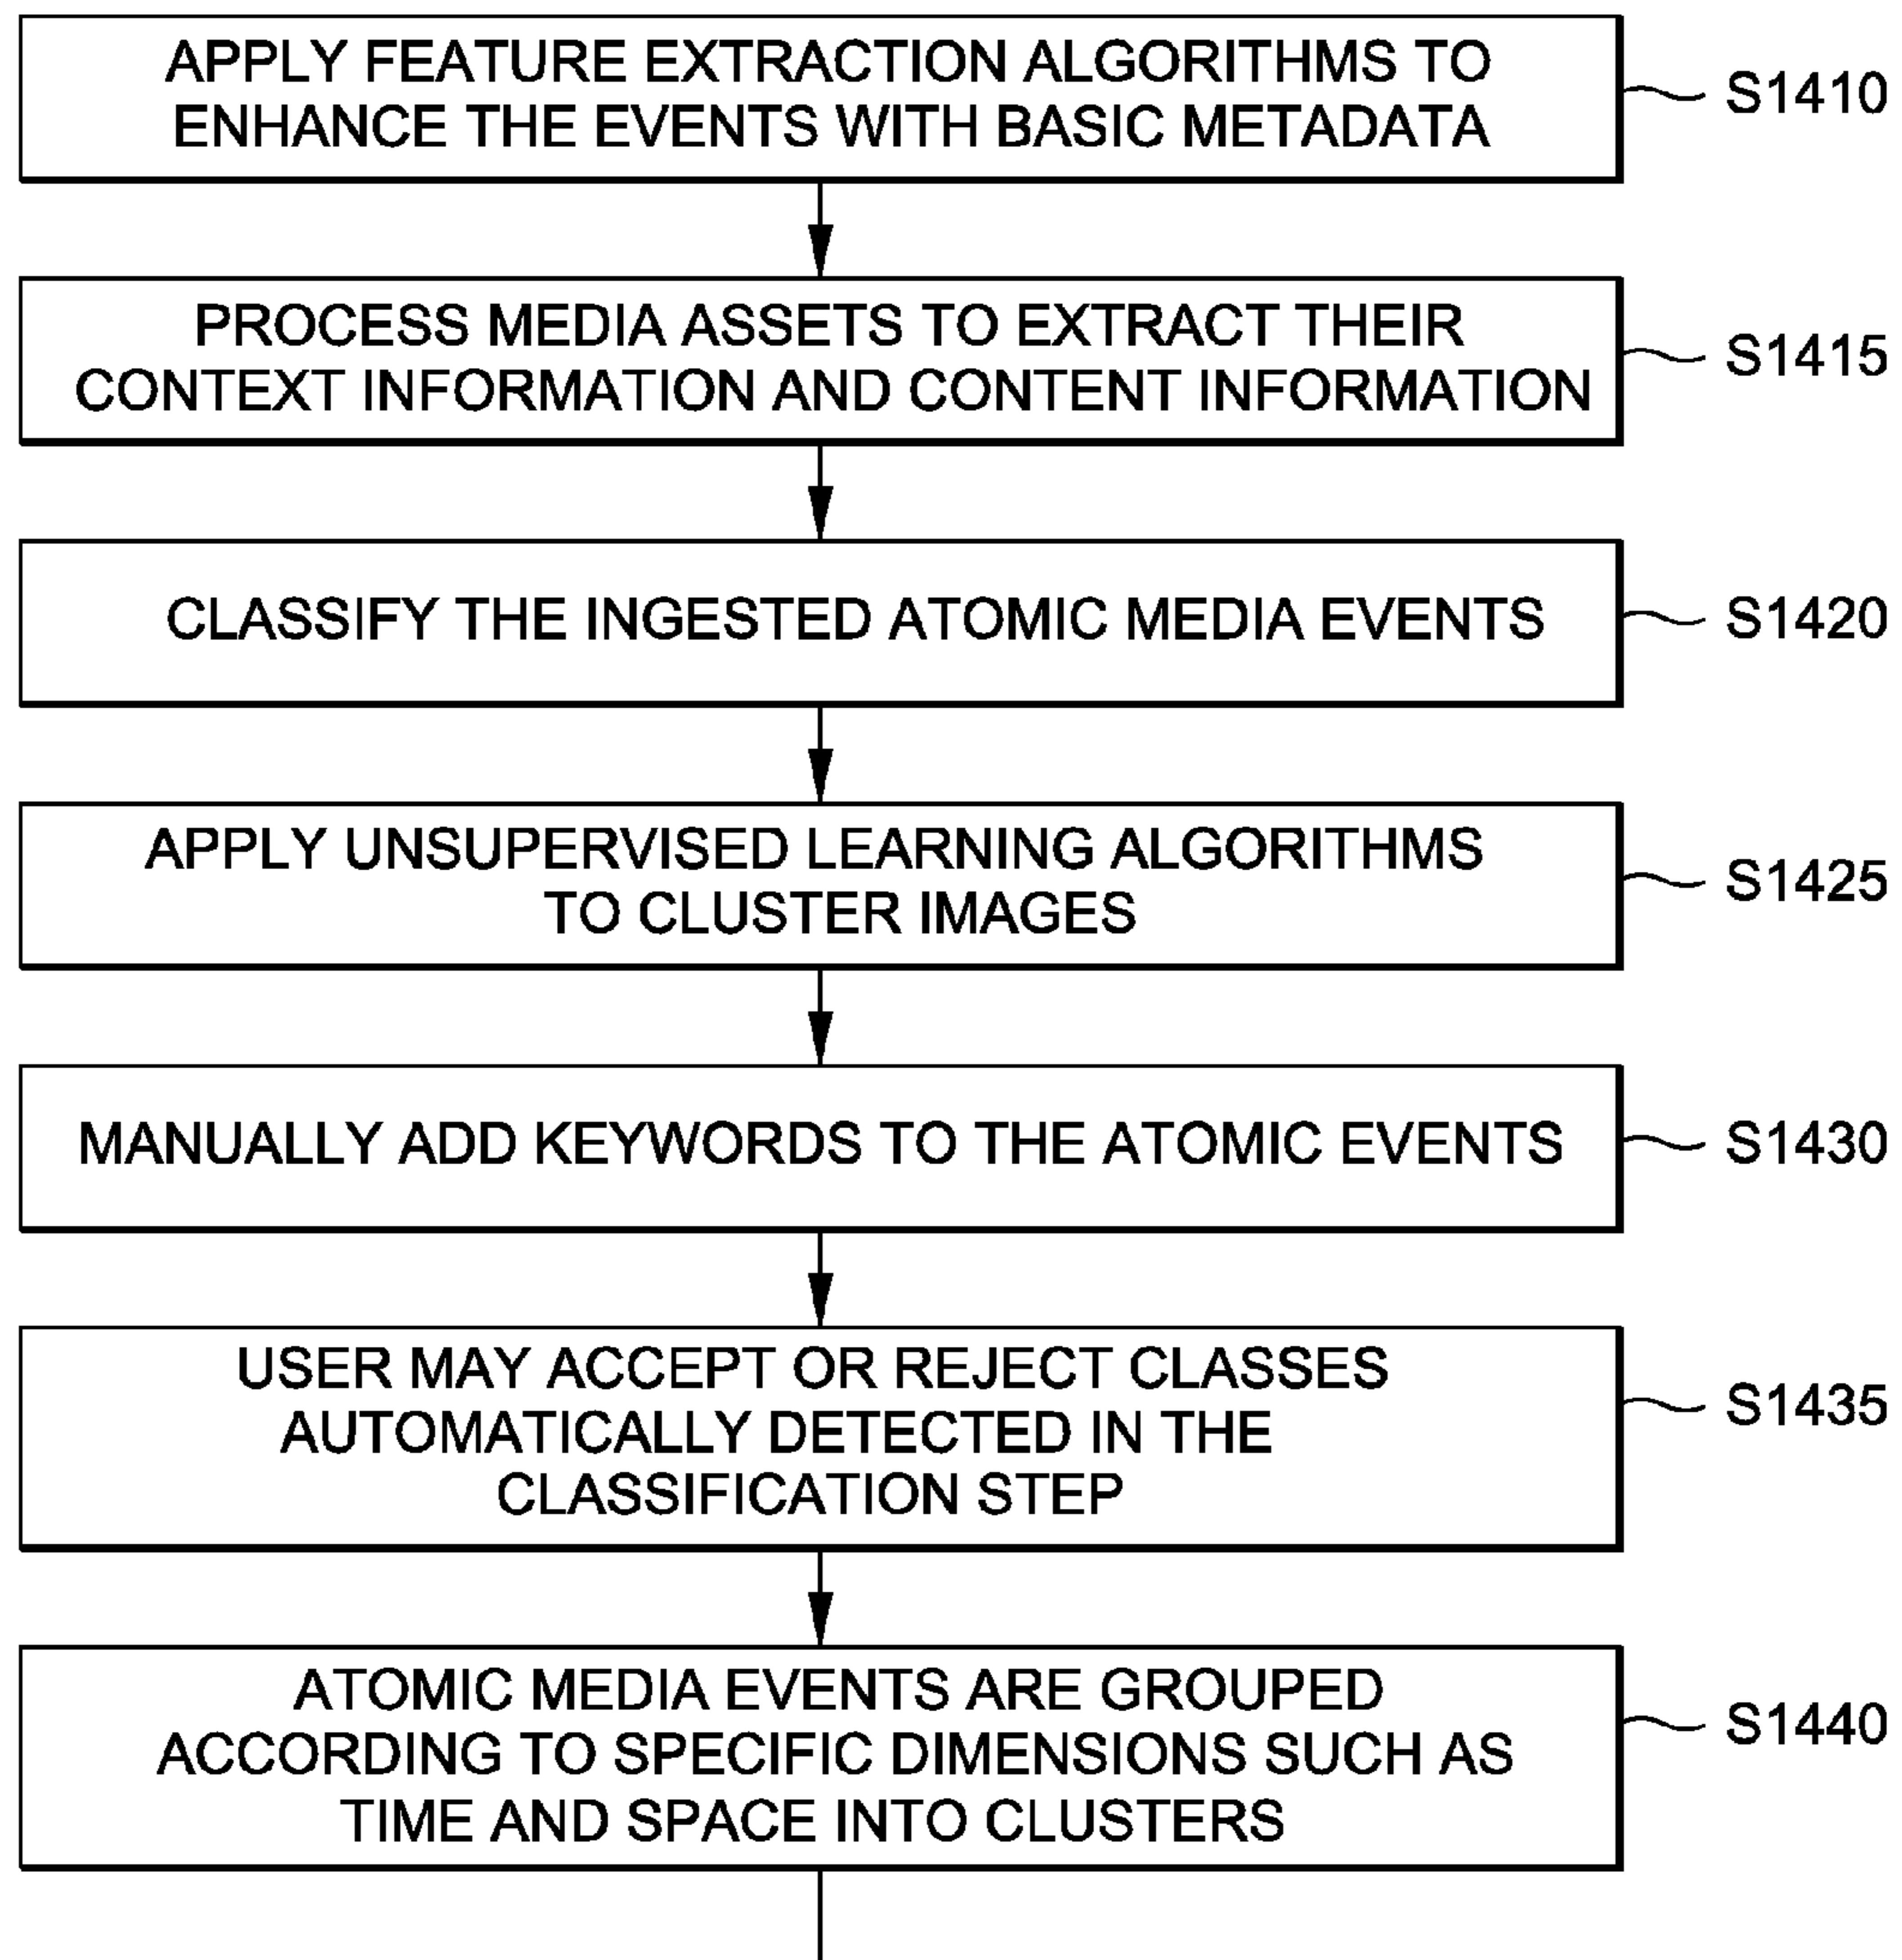 APPLY FEATURE EXTRACTION ALGORITHMS TO
ENHANCE THE EVENTS WITH BASIC METADATA
S1410
PROCESS MEDIA ASSETS TO EXTRACT THEIR
CONTEXT INFORMATION AND CONTENT INFORMATION
S1415
CLASSIFY THE INGESTED ATOMIC MEDIA EVENTS
S1420
APPLY UNSUPERVISED LEARNING ALGORITHMS
TO CLUSTER IMAGES
S1425
MANUALLY ADD KEYWORDS TO THE ATOMIC EVENTS
S1430
USER MAY ACCEPT OR REJECT CLASSES
AUTOMATICALLY DETECTED IN THE
CLASSIFICATION STEP
S1435
ATOMIC MEDIA EVENTS ARE GROUPED
ACCORDING TO SPECIFIC DIMENSIONS SUCH AS
TIME AND SPACE INTO CLUSTERS
S1440